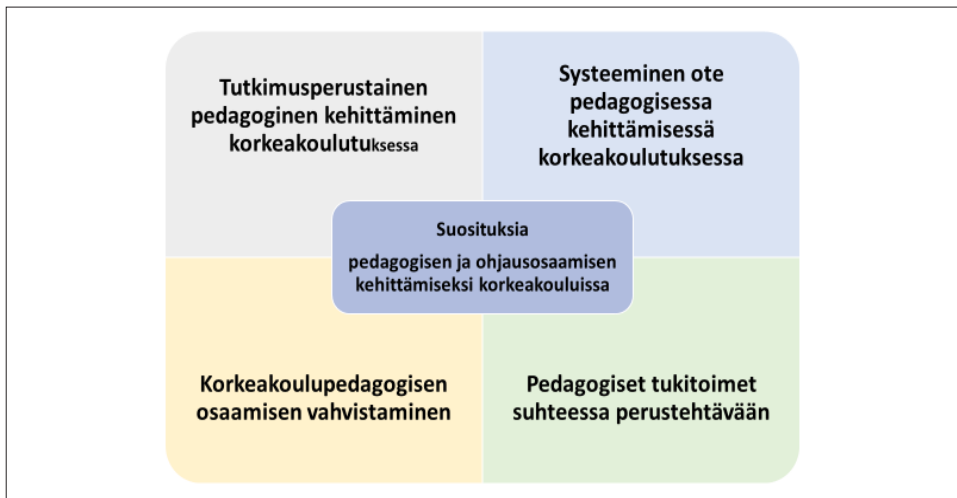 Tutkimusperustainen
pedagoginen kehittäminen
korkeakoulutuksessa
Systeeminen ote
pedagogisessa
kehittämisessä
korkeakoulutuksessa
Suosituksia
pedagogisen ja ohjausosaamisen
kehittämiseksi korkeakouluissa
Korkeakoulupedagogisen
osaamisen vahvistaminen
Pedagogiset tukitoimet
suhteessa perustehtävään